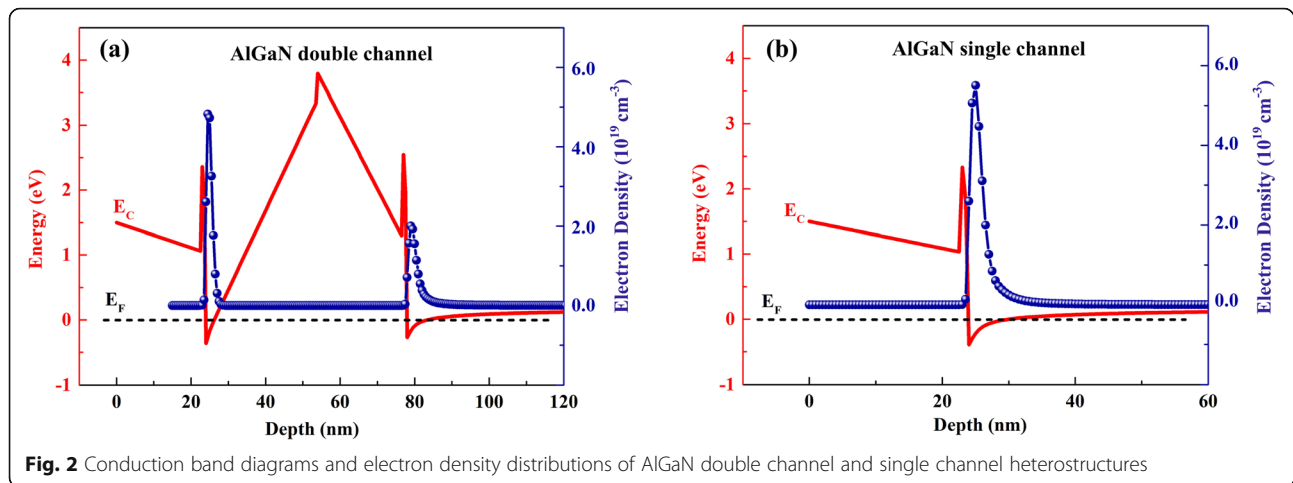 (a)
AlGaN double channel
Energy (eV)
4
3
2
1
0
-1
E_C
E_F
0 20 40 60 80 100 120
Depth (nm)
6.0
4.0
2.0
0.0
Electron Density (10^19 cm^-3)
(b)
AlGaN single channel
Energy (eV)
4
3
2
1
0
-1
E_C
E_F
0 20 40 60
Depth (nm)
6.0
4.0
2.0
0.0
Electron Density (10^19 cm^-3)
Fig. 2 Conduction band diagrams and electron density distributions of AlGaN double channel and single channel heterostructures